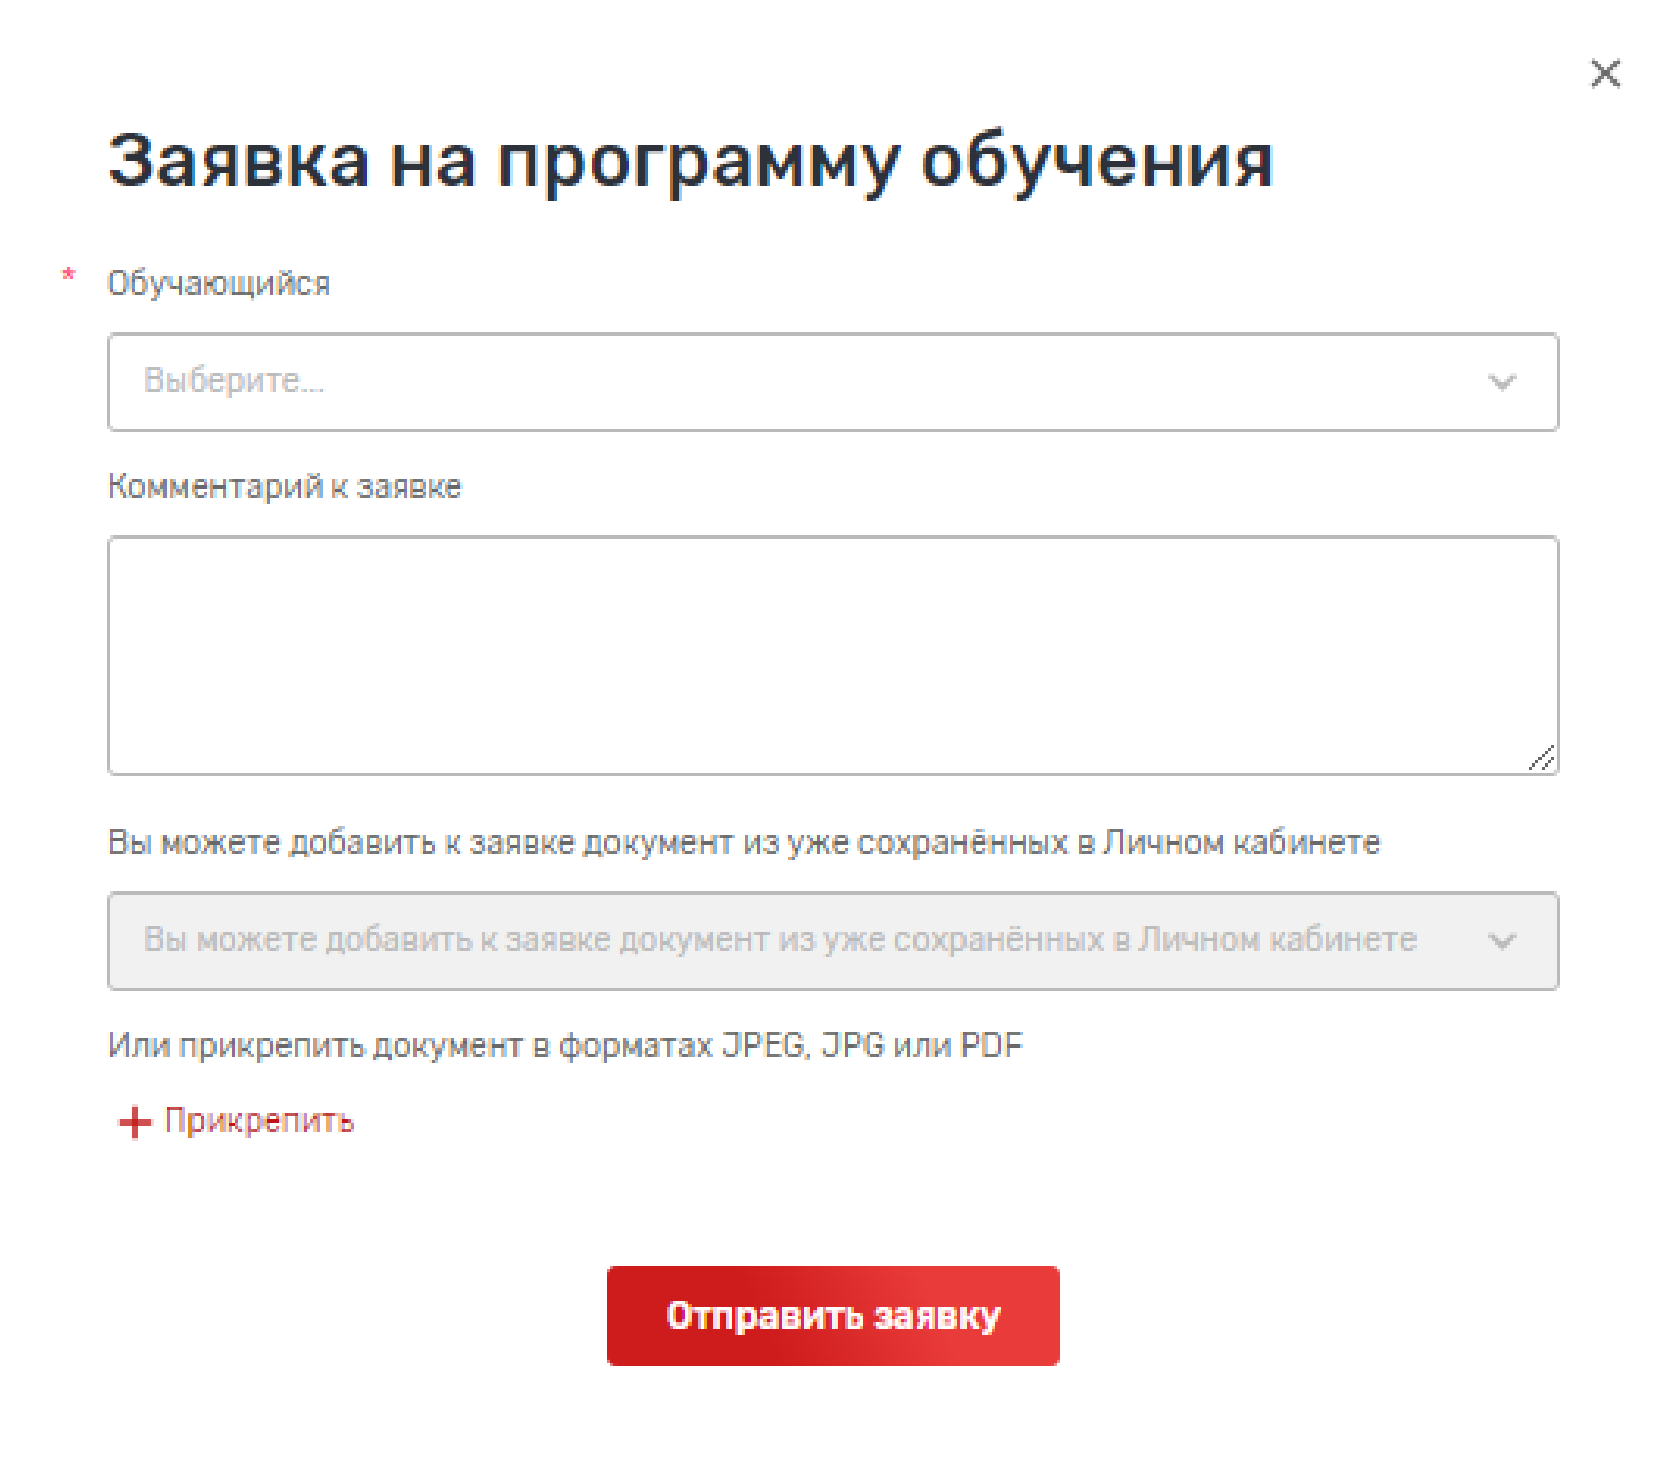 Заявка на программу обучения
* Обучающийся
Выберите...
Комментарий к заявке
Вы можете добавить к заявке документ из уже сохранённых в Личном кабинете
Вы можете добавить к заявке документ из уже сохранённых в Личном кабинете
Или прикрепить документ в форматах JPEG, JPG или PDF
+ Прикрепить
Отправить заявку